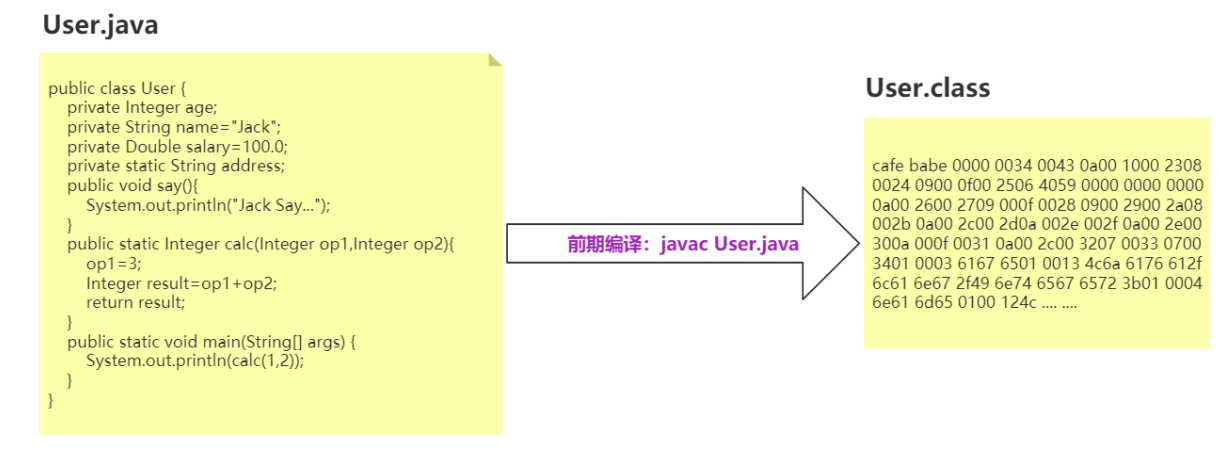 User.java
public class User {
private Integer age;
private String name="Jack";
private Double salary=100.0;
private static String address;
public void say(){
System.out.println("Jack Say...");
}
public static Integer calc(Integer op1,Integer op2){
op1=3;
Integer result=op1+op2;
return result;
}
public static void main(String[] args) {
System.out.println(calc(1,2));
}
}
前期编译：javac User.java
User.class
cafe babe 0000 0034 0043 0a00 1000 2308
0024 0900 0f00 2506 4059 0000 0000 0000
0a00 2600 2709 000f 0028 0900 2900 2a08
002b 0a00 2c00 2d0a 002e 002f 0a00 2e00
300a 000f 0031 0a00 2c00 3207 0033 0700
3401 0003 6167 6501 0013 4c6a 6176 612f
6c61 6e67 2f49 6e74 6567 6572 3b01 0004
6e61 6d65 0100 124c .... ....